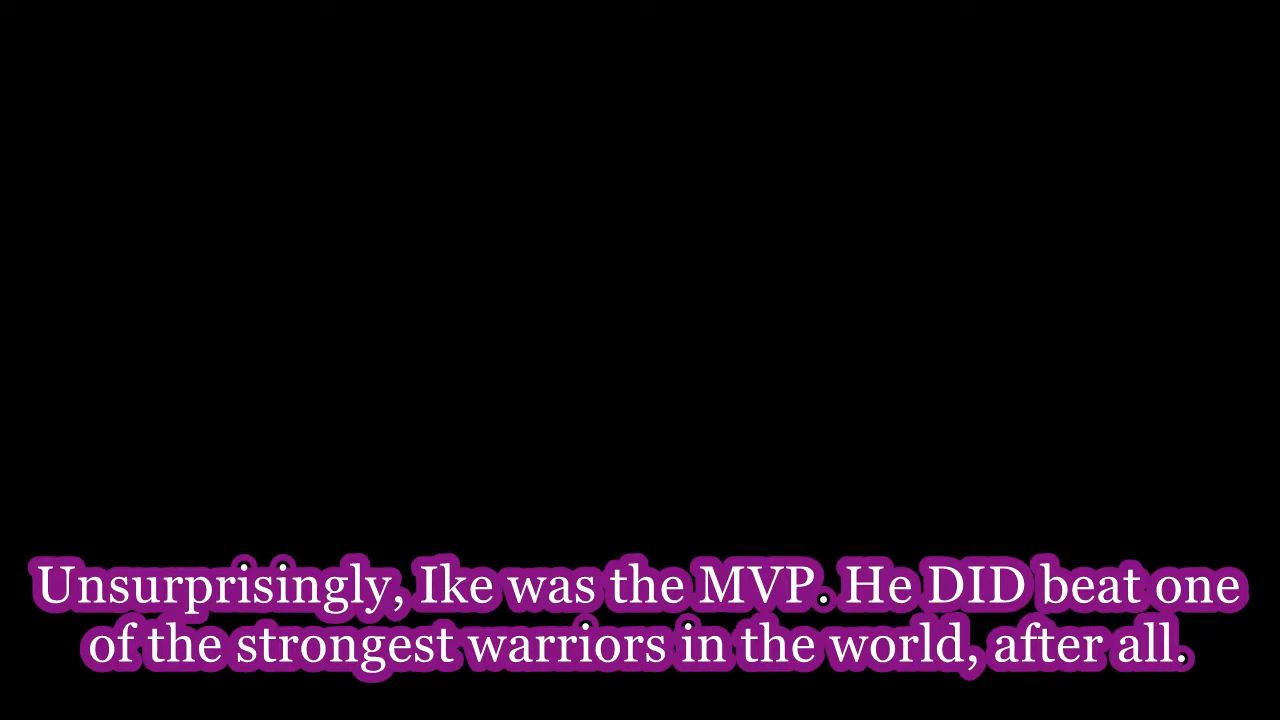 Unsurprisingly, Ike was the MVP. He DID beat one
of the strongest warriors in the world, after all.